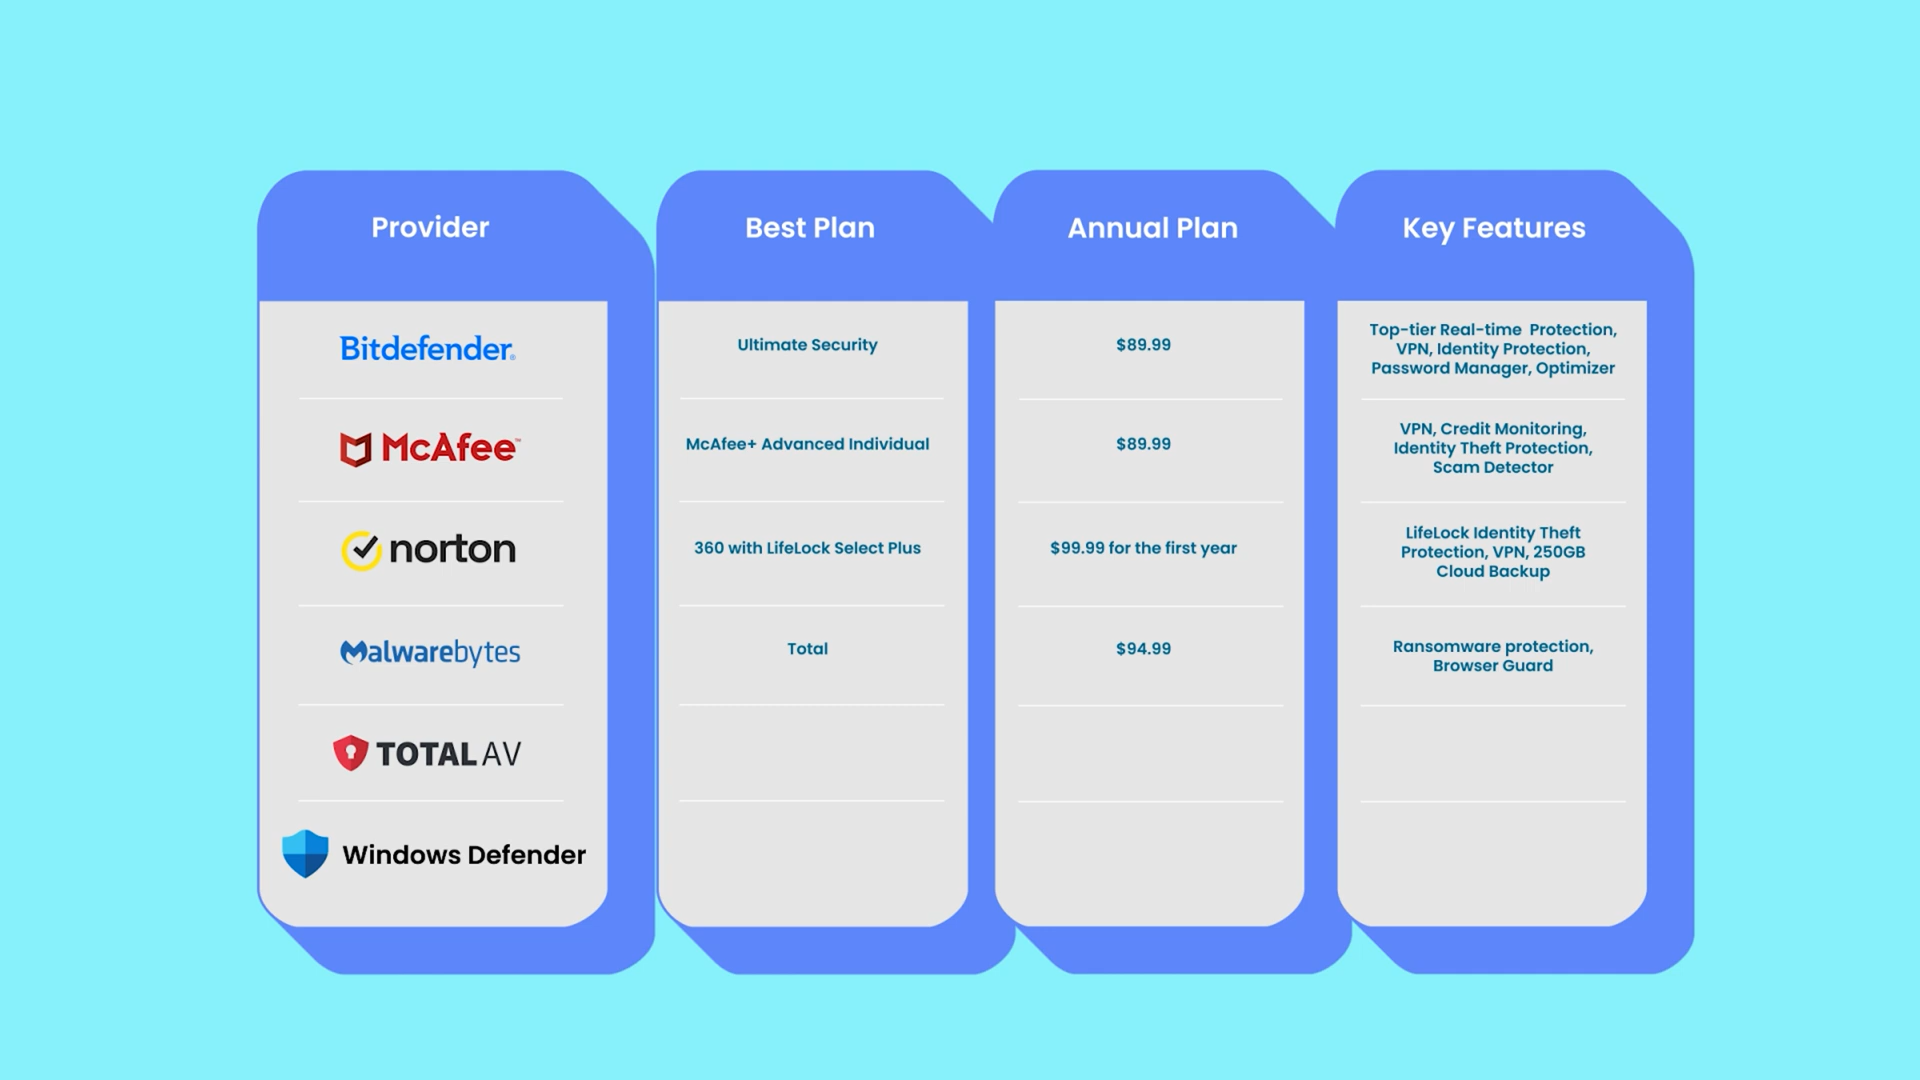 Provider
Best Plan
Annual Plan
Key Features
Bitdefender®
Ultimate Security
$89.99
Top-tier Real-time  Protection,
VPN, Identity Protection,
Password Manager, Optimizer
McAfee™
McAfee+ Advanced Individual
$89.99
VPN, Credit Monitoring,
Identity Theft Protection,
Scam Detector
norton
360 with LifeLock Select Plus
$99.99 for the first year
LifeLock Identity Theft
Protection, VPN, 250GB
Cloud Backup
Malwarebytes
Total
$94.99
Ransomware protection,
Browser Guard
TOTAL AV
Windows Defender